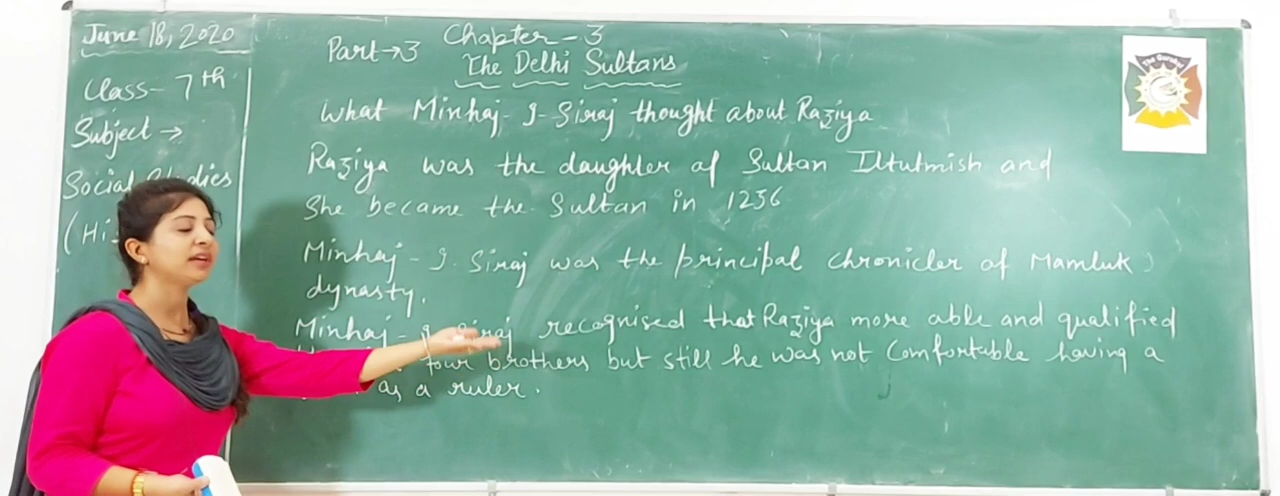 June 18, 2020
Class- 7th
Subject →
Social Studies
(Hi
Part→3 Chapter-3
The Delhi Sultans
What Minhaj-I-Siraj thought about Raziya
Raziya was the daughter of Sultan Iltutmish and
She became the Sultan in 1236
Minhaj-I-Siraj was the principal chronicler of Mamluk
dynasty.
Minhaj-I-Siraj recognised that Raziya more able and qualified
four brothers but still he was not Comfortable having a
as a ruler.